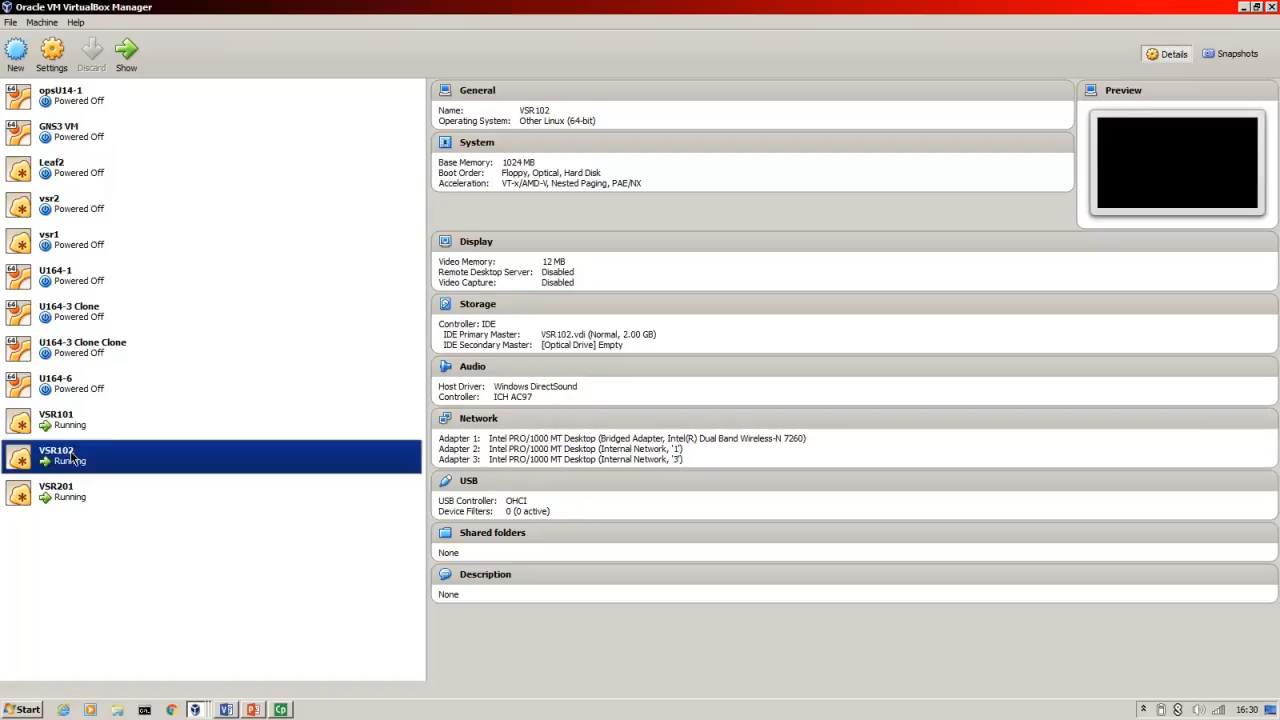 Oracle VM VirtualBox Manager
File Machine Help
New Settings Discard Show
Details Snapshots
64 opsU14-1
Powered Off
64 GNS3 VM
Powered Off
Leaf2
Powered Off
vsr2
Powered Off
vsr1
Powered Off
64 U164-1
Powered Off
64 U164-3 Clone
Powered Off
64 U164-3 Clone Clone
Powered Off
64 U164-6
Powered Off
VSR101
Running
VSR102
Running
VSR201
Running
General
Name: VSR102
Operating System: Other Linux (64-bit)
System
Base Memory: 1024 MB
Boot Order: Floppy, Optical, Hard Disk
Acceleration: VT-x/AMD-V, Nested Paging, PAE/NX
Preview
Display
Video Memory: 12 MB
Remote Desktop Server: Disabled
Video Capture: Disabled
Storage
Controller: IDE
IDE Primary Master: VSR102.vdi (Normal, 2.00 GB)
IDE Secondary Master: [Optical Drive] Empty
Audio
Host Driver: Windows DirectSound
Controller: ICH AC97
Network
Adapter 1: Intel PRO/1000 MT Desktop (Bridged Adapter, Intel(R) Dual Band Wireless-N 7260)
Adapter 2: Intel PRO/1000 MT Desktop (Internal Network, '1')
Adapter 3: Intel PRO/1000 MT Desktop (Internal Network, '3')
USB
USB Controller: OHCI
Device Filters: 0 (0 active)
Shared folders
None
Description
None
Start
Cp
16:30